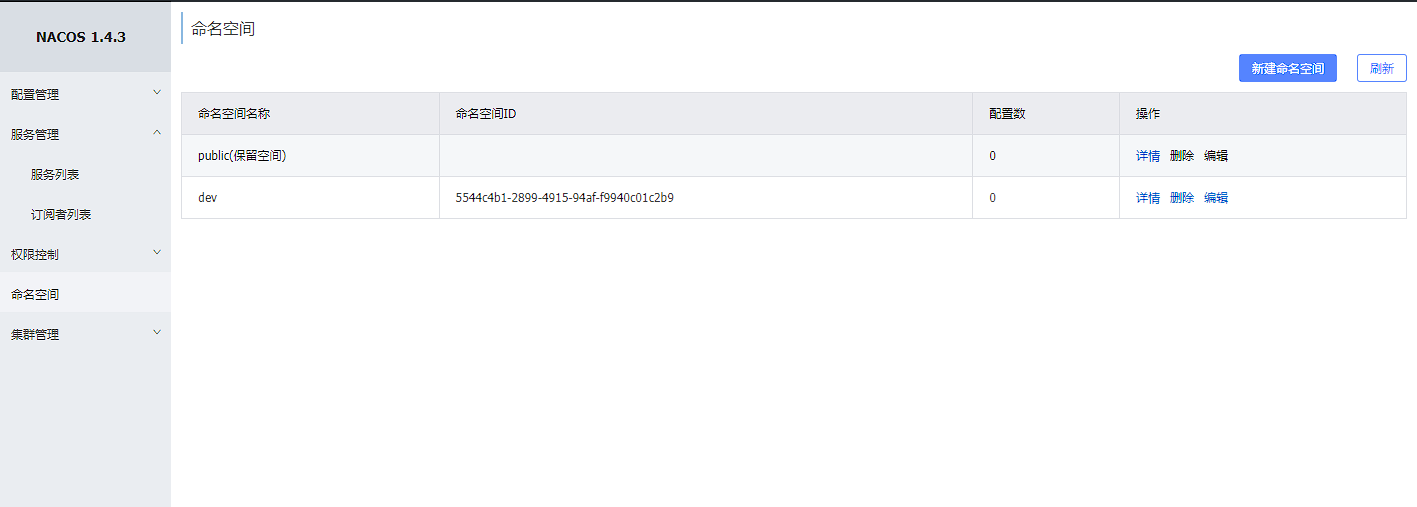 NACOS 1.4.3
配置管理
服务管理
服务列表
订阅者列表
权限控制
命名空间
集群管理
命名空间
新建命名空间 刷新
命名空间名称 命名空间ID 配置数 操作
public(保留空间) 0 详情 删除 编辑
dev 5544c4b1-2899-4915-94af-f9940c01c2b9 0 详情 删除 编辑